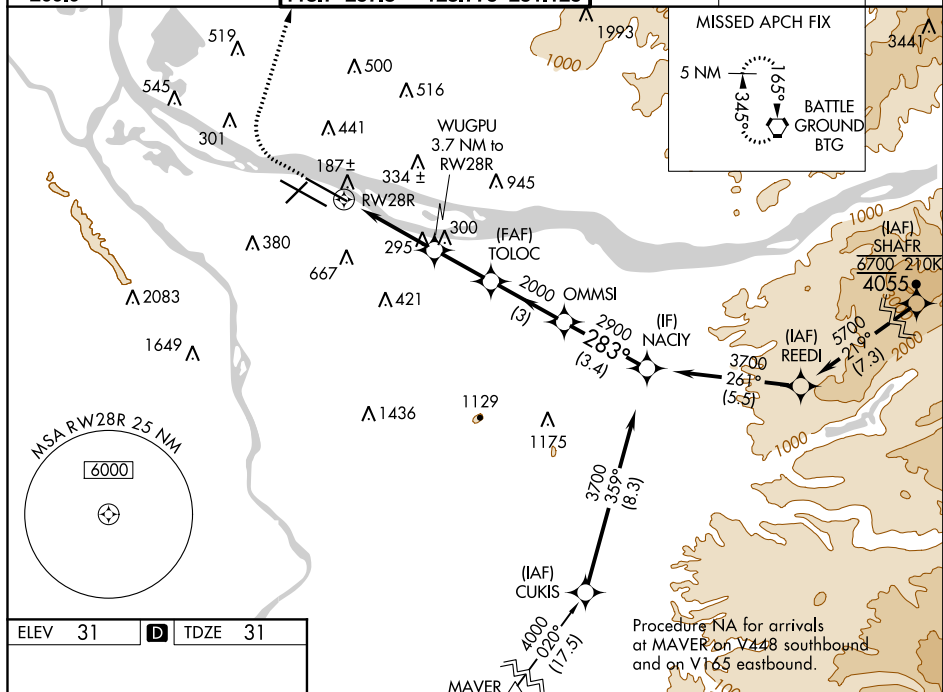 MISSED APCH FIX
5 NM
165°
345°
BATTLE
GROUND
BTG
1993
3441
1000
519
500
545
516
301
441
WUGPU
3.7 NM to
RW28R
187±
334 ±
945
RW28R
1000
(IAF)
SHAFR
6700 210K
4055
380
295
300
(FAF)
TOLOC
667
2000
(3)
OMMSI
421
2083
2900
283°
(3.4)
(IF)
NACIY
5700
219°
(7.3)
2000
(IAF)
REEDI
3700
261°
(5.5)
1649
1436
1129
1175
1000
MSA RW28R 25 NM
6000
3700
359°
(8.3)
(IAF)
CUKIS
4000
020°
(17.5)
MAVER
Procedure NA for arrivals
at MAVER on V448 southbound
and on V165 eastbound.
ELEV 31 D TDZE 31